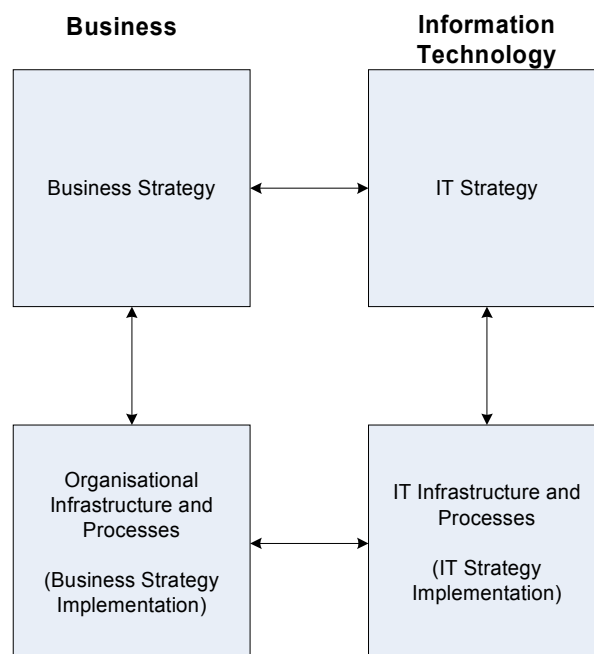 Business
Information
Technology
Business Strategy
IT Strategy
Organisational
Infrastructure and
Processes
(Business Strategy
Implementation)
IT Infrastructure and
Processes
(IT Strategy
Implementation)